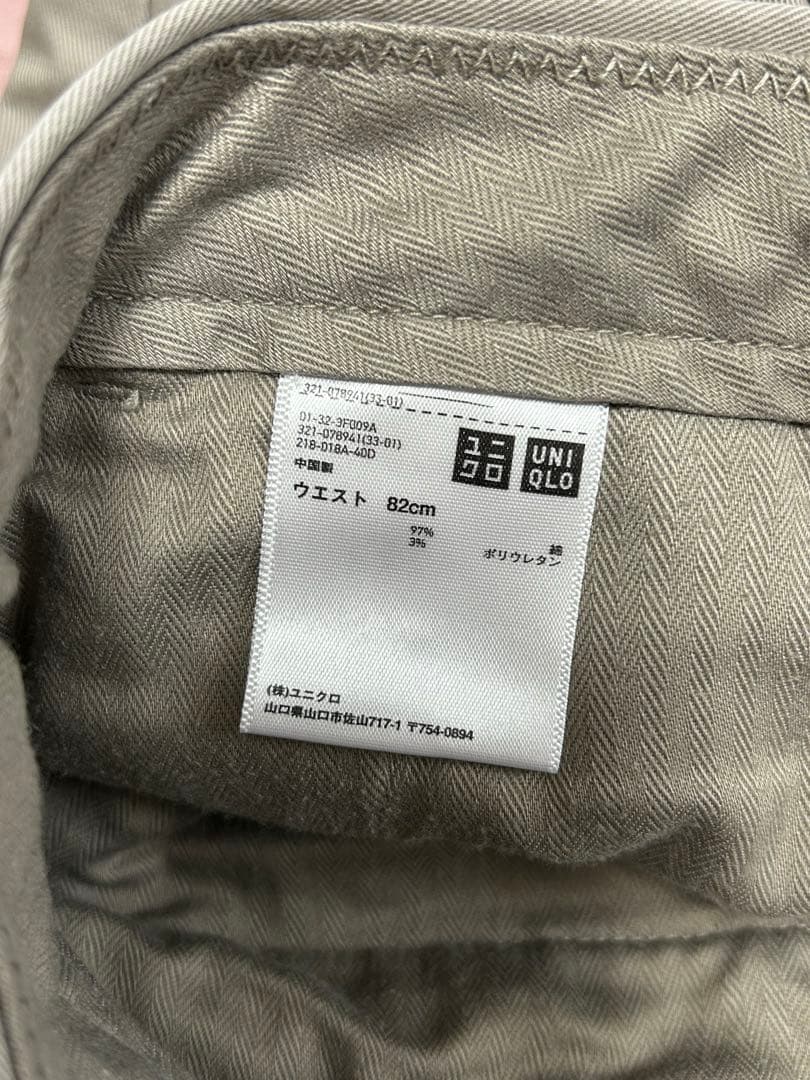 321-078241(33-01)
01-32-3F009A
321-078941(33-01)
218-018A-40D
中国製
ユニ
クロ
UNI
QLO
ウエスト 82cm
97% 綿
3% ポリウレタン
(株)ユニクロ
山口県山口市佐山717-1 〒754-0894